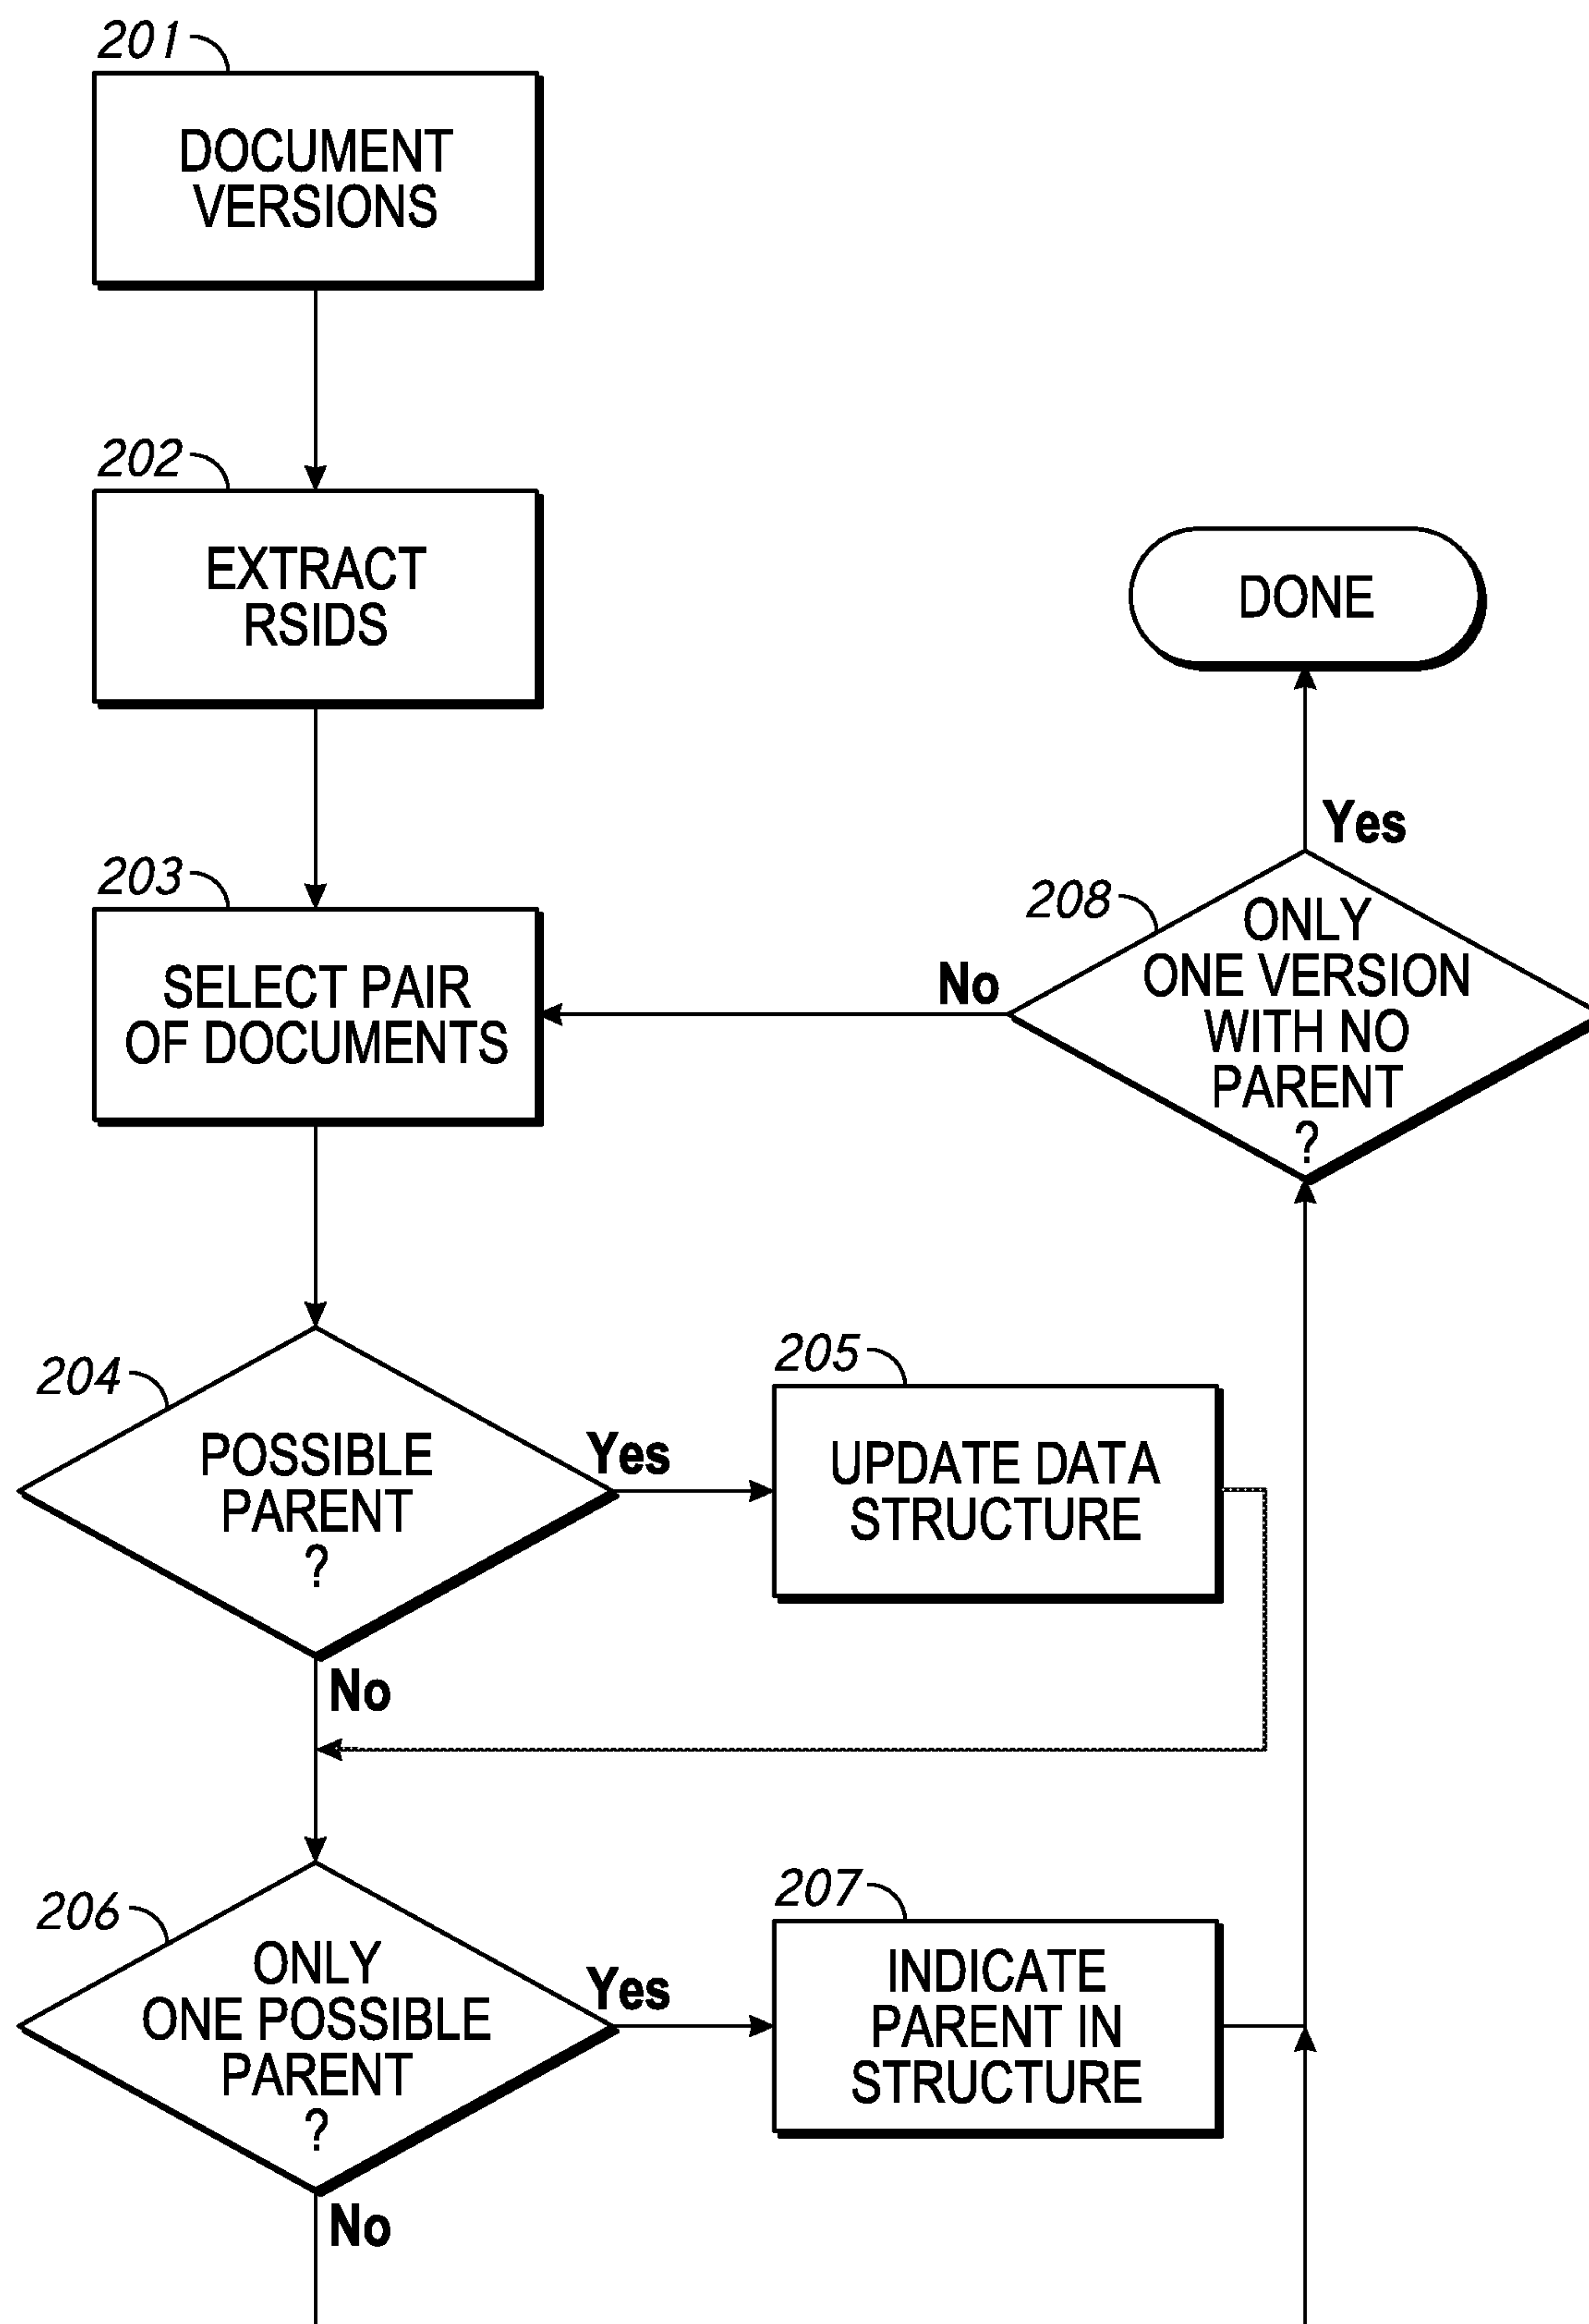 201
DOCUMENT
VERSIONS
202
EXTRACT
RSIDS
DONE
Yes
203
SELECT PAIR
OF DOCUMENTS
208
No
ONLY
ONE VERSION
WITH NO
PARENT
?
204
POSSIBLE
PARENT
?
Yes
205
UPDATE DATA
STRUCTURE
No
206
ONLY
ONE POSSIBLE
PARENT
?
Yes
207
INDICATE
PARENT IN
STRUCTURE
No